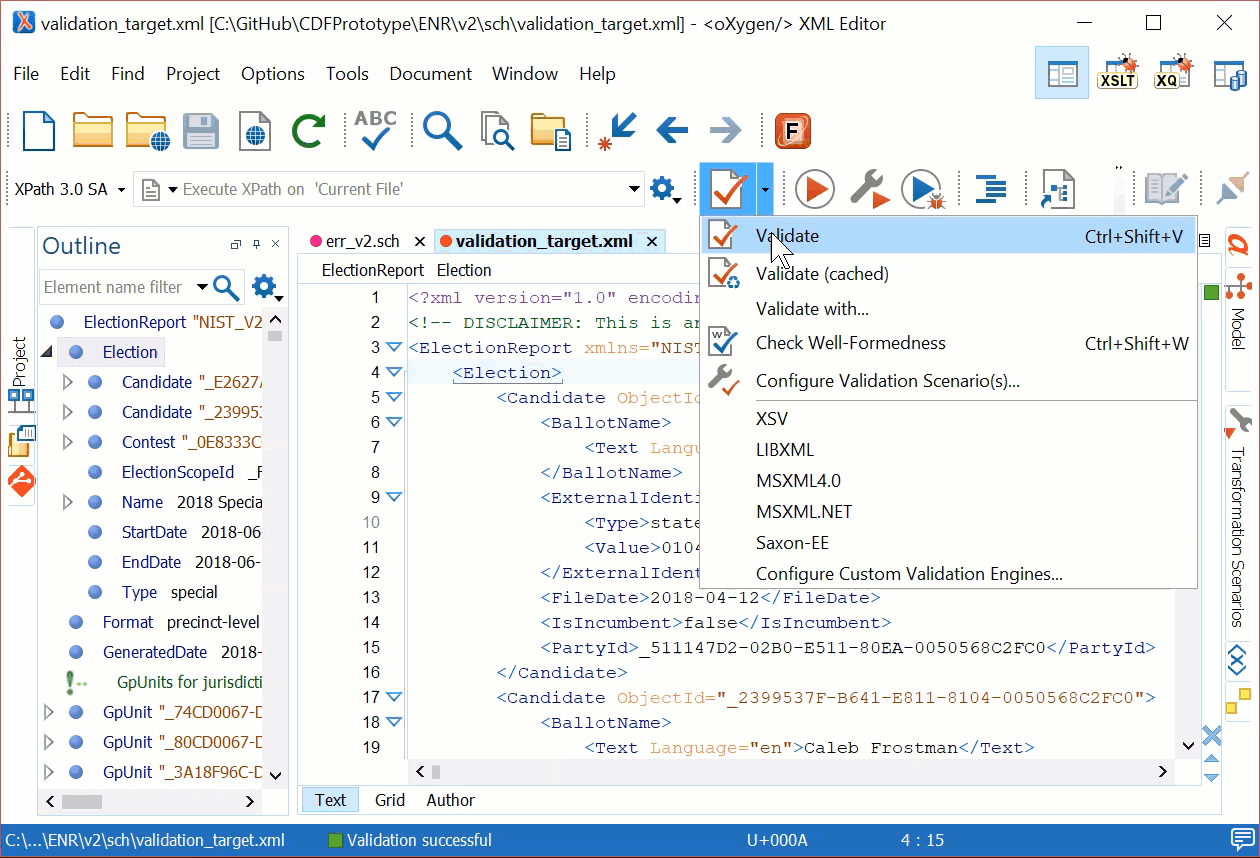 validation_target.xml [C:\GitHub\CDFPrototype\ENR\v2\sch\validation_target.xml] - <oXygen/> XML Editor
File Edit Find Project Options Tools Document Window Help
XSLT XQ
ABC
F
XPath 3.0 SA Execute XPath on 'Current File'
Outline
Element name filter
Project
ElectionReport "NIST_V2
Election
Candidate "_E2627
Candidate "_23995
Contest "_0E8333C
ElectionScopeId
Name 2018 Specia
StartDate 2018-06
EndDate 2018-06-
Type special
Format precinct-level
GeneratedDate 2018-
GpUnits for jurisdicti
GpUnit "_74CD0067-D
GpUnit "_80CD0067-D
GpUnit "_3A18F96C-D
err_v2.sch validation_target.xml
ElectionReport Election
1 <?xml version="1.0" encodin
2 <!-- DISCLAIMER: This is an
3 <ElectionReport xmlns="NIST
4 <Election>
5 <Candidate ObjectId
6 <BallotName>
7 <Text Langu
8 </BallotName>
9 <ExternalIdenti
10 <Type>state
11 <Value>0104
12 </ExternalIdent
13 <FileDate>2018-04-12</FileDate>
14 <IsIncumbent>false</IsIncumbent>
15 <PartyId>_511147D2-02B0-E511-80EA-0050568C2FC0</PartyId>
16 </Candidate>
17 <Candidate ObjectId="_2399537F-B641-E811-8104-0050568C2FC0">
18 <BallotName>
19 <Text Language="en">Caleb Frostman</Text>
Validate Ctrl+Shift+V
Validate (cached)
Validate with...
Check Well-Formedness Ctrl+Shift+W
Configure Validation Scenario(s)...
XSV
LIBXML
MSXML4.0
MSXML.NET
Saxon-EE
Configure Custom Validation Engines...
Model
Transformation Scenarios
Text Grid Author
C:\...\ENR\v2\sch\validation_target.xml Validation successful U+000A 4 : 15